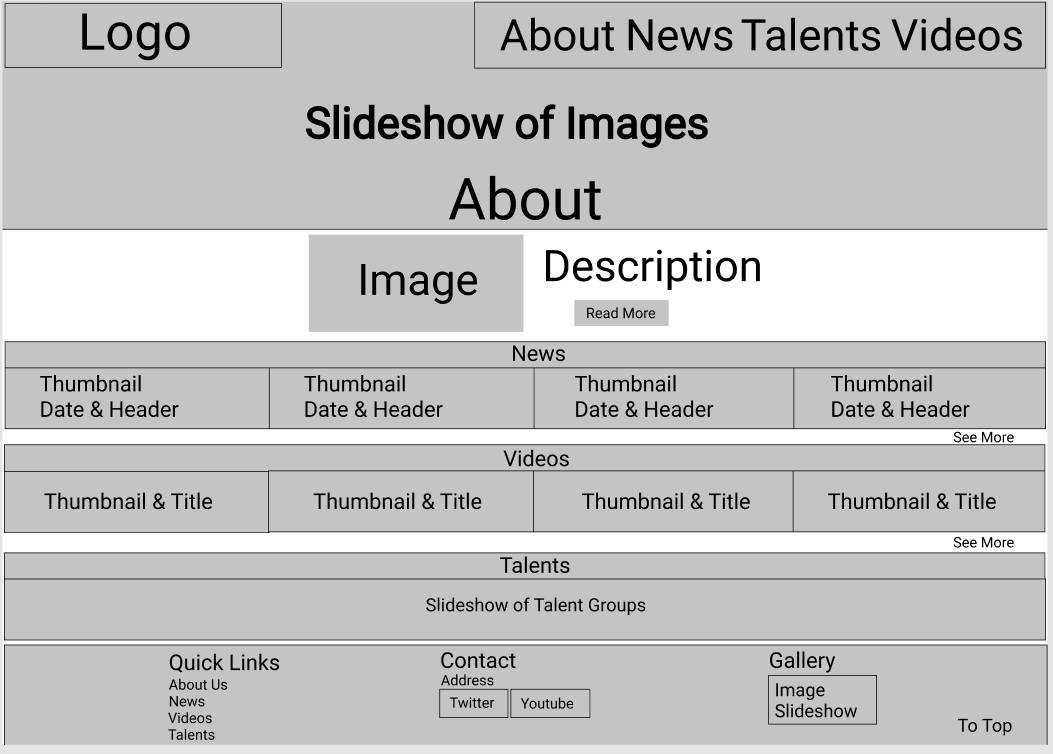 Logo
About News Talents Videos
Slideshow of Images
About
Image
Description
Read More
News
Thumbnail
Date & Header
Thumbnail
Date & Header
Thumbnail
Date & Header
Thumbnail
Date & Header
See More
Videos
Thumbnail & Title
Thumbnail & Title
Thumbnail & Title
Thumbnail & Title
See More
Talents
Slideshow of Talent Groups
Quick Links
About Us
News
Videos
Talents
Contact
Address
Twitter
Youtube
Gallery
Image
Slideshow
To Top